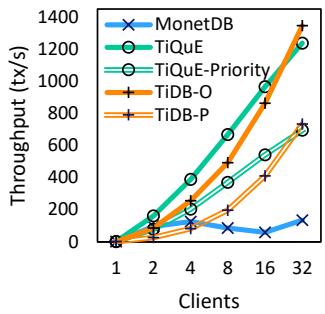 1400
1200
1000
800
600
400
200
0
Throughput (tx/s)
MonetDB
TiQuE
TiQuE-Priority
TiDB-O
TiDB-P
1 2 4 8 16 32
Clients